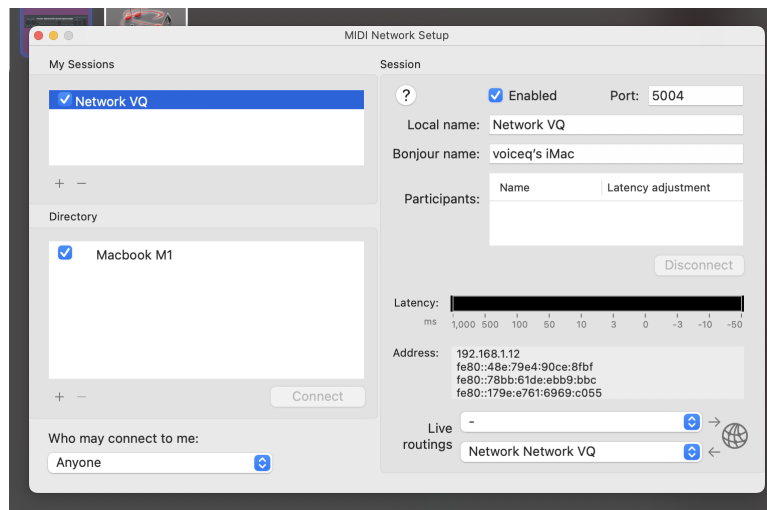 MIDI Network Setup
My Sessions
Network VQ
+ −
Directory
Macbook M1
+ −
Connect
Who may connect to me:
Anyone
Session
?
Enabled
Port: 5004
Local name: Network VQ
Bonjour name: voiceq's iMac
Participants:
Name Latency adjustment
Disconnect
Latency:
ms 1,000 500 100 50 10 3 0 -3 -10 -50
Address: 192.168.1.12
fe80::48e:79e4:90ce:8fbf
fe80::78bb:61de:ebb9:bbc
fe80::179e:e761:6969:c055
Live routings
-
Network Network VQ